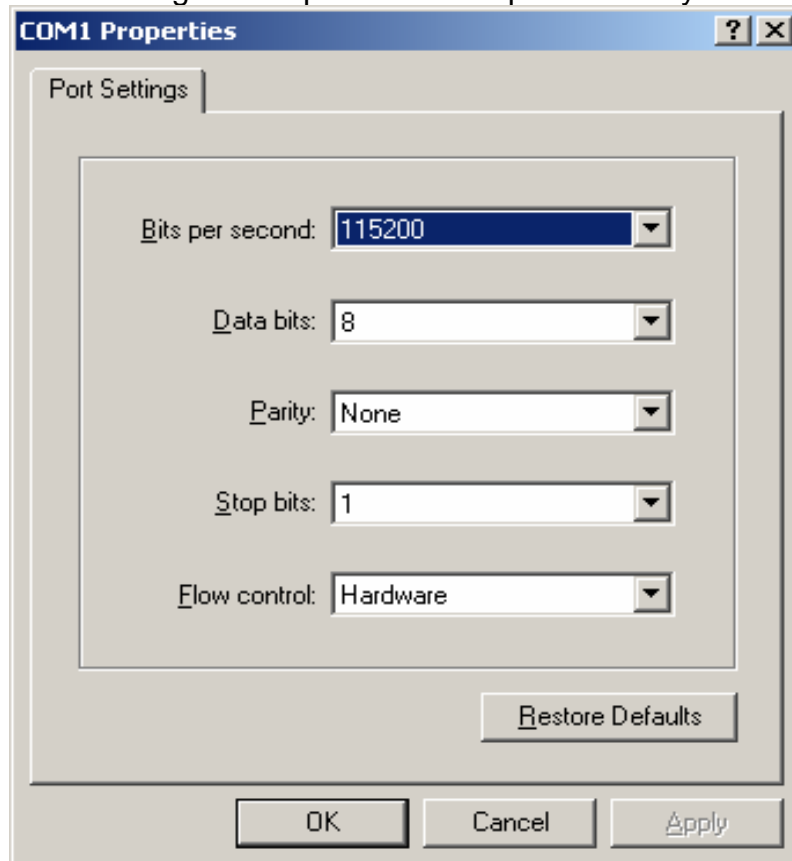 COM1 Properties
Port Settings
Bits per second: 115200
Data bits: 8
Parity: None
Stop bits: 1
Flow control: Hardware
Restore Defaults
OK Cancel Apply